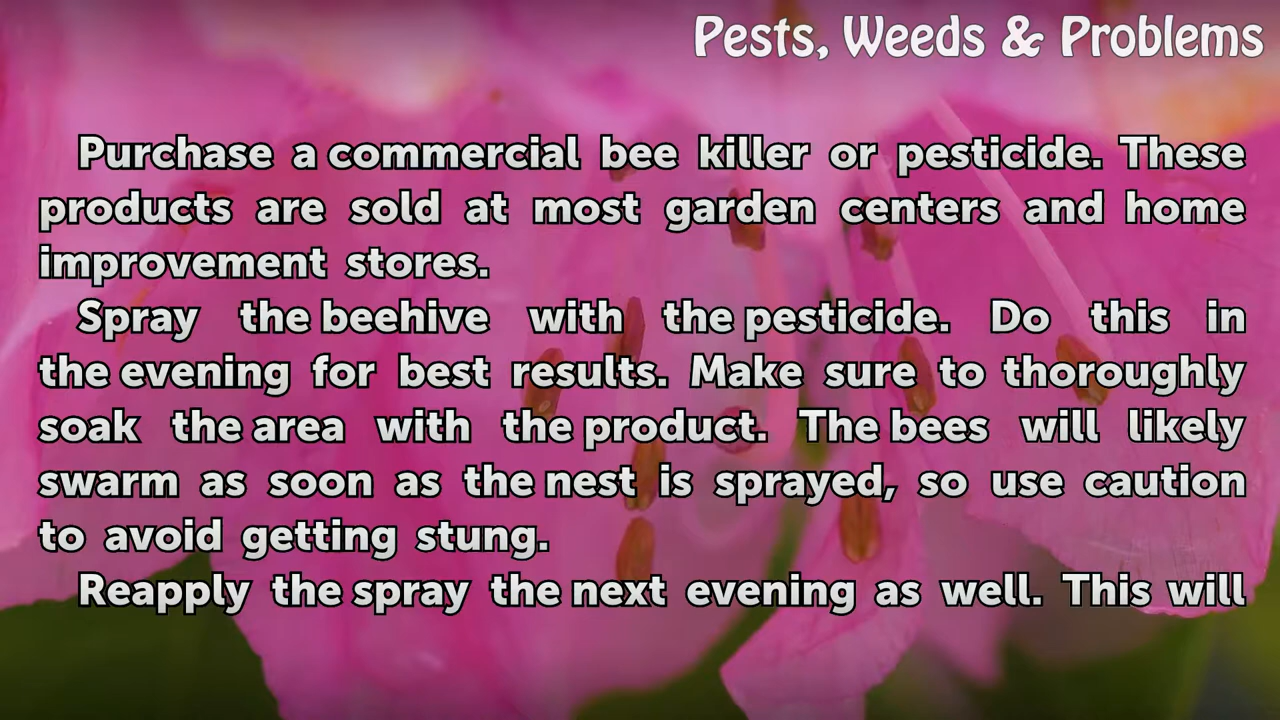 Pests, Weeds & Problems
Purchase a commercial bee killer or pesticide. These
products are sold at most garden centers and home
improvement stores.
Spray the beehive with the pesticide. Do this in
the evening for best results. Make sure to thoroughly
soak the area with the product. The bees will likely
swarm as soon as the nest is sprayed, so use caution
to avoid getting stung.
Reapply the spray the next evening as well. This will